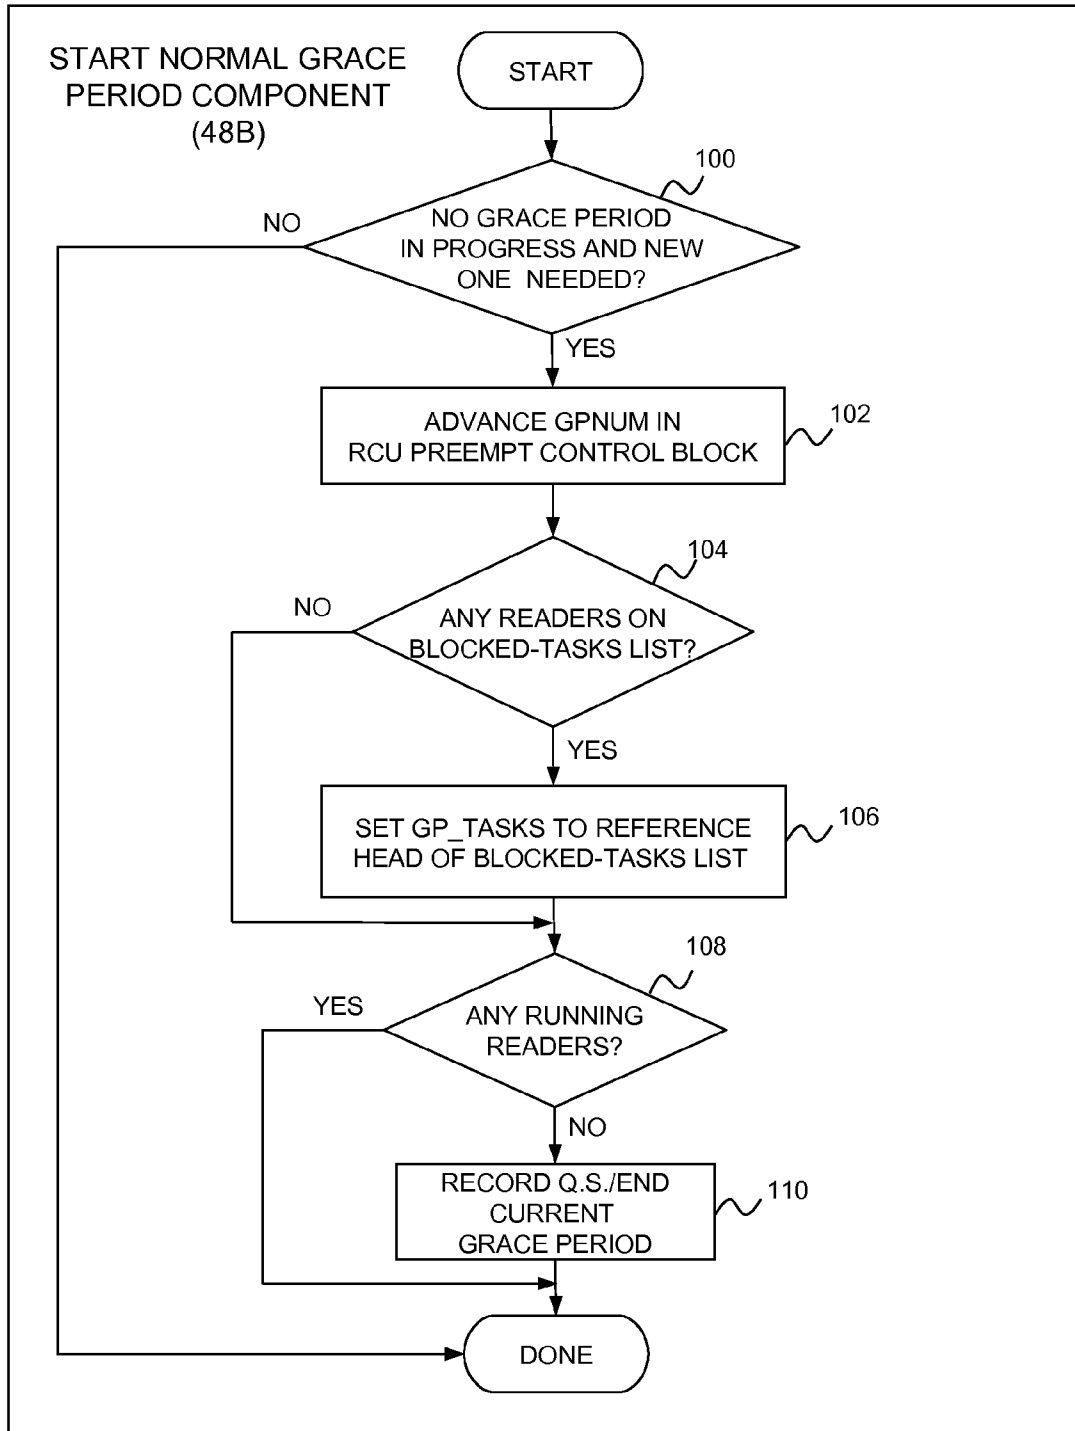 START NORMAL GRACE
PERIOD COMPONENT
(48B)
START
100
NO
NO GRACE PERIOD
IN PROGRESS AND NEW
ONE NEEDED?
YES
102
ADVANCE GPNUM IN
RCU PREEMPT CONTROL BLOCK
104
NO
ANY READERS ON
BLOCKED-TASKS LIST?
YES
106
SET GP_TASKS TO REFERENCE
HEAD OF BLOCKED-TASKS LIST
108
YES
ANY RUNNING
READERS?
NO
110
RECORD Q.S./END
CURRENT
GRACE PERIOD
DONE